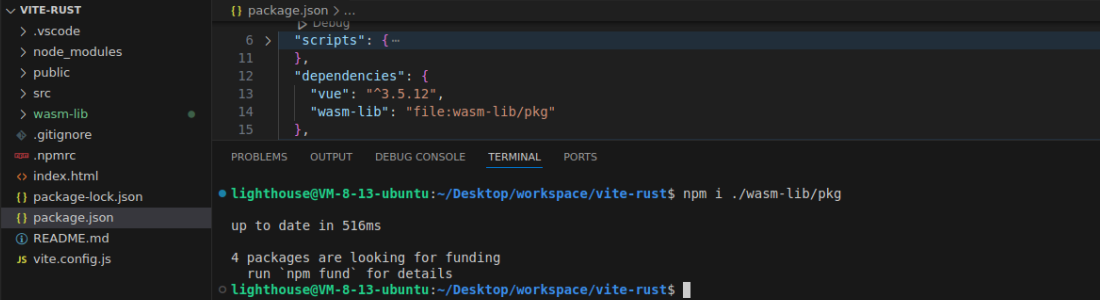 VITE-RUST
.vscode
node_modules
public
src
wasm-lib
.gitignore
.npmrc
index.html
package-lock.json
package.json
README.md
vite.config.js
package.json > ...
Debug
6 "scripts": { ⋯
11 },
12 "dependencies": {
13 "vue": "^3.5.12",
14 "wasm-lib": "file:wasm-lib/pkg"
15 },
PROBLEMS OUTPUT DEBUG CONSOLE TERMINAL PORTS
lighthouse@VM-8-13-ubuntu:~/Desktop/workspace/vite-rust$ npm i ./wasm-lib/pkg
up to date in 516ms
4 packages are looking for funding
run `npm fund` for details
lighthouse@VM-8-13-ubuntu:~/Desktop/workspace/vite-rust$